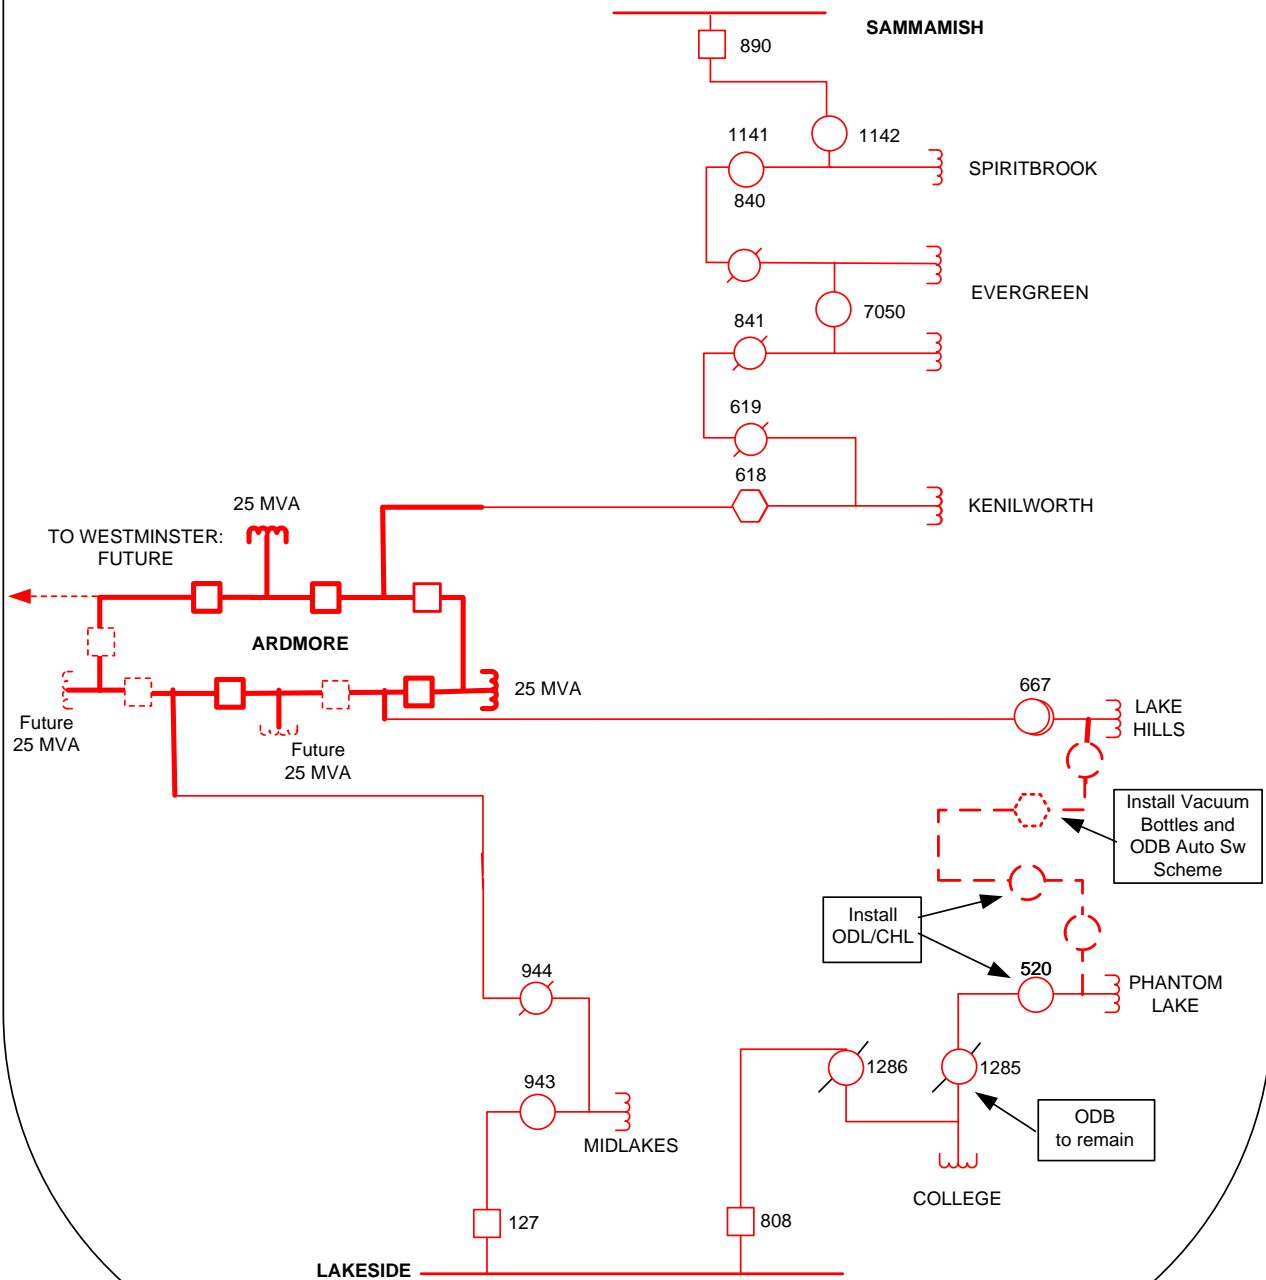 SAMMAMISH
890
1141
1142
SPIRITBROOK
840
EVERGREEN
7050
841
619
618
KENILWORTH
25 MVA
TO WESTMINSTER:
FUTURE
ARDMORE
25 MVA
Future
25 MVA
Future
25 MVA
667
LAKE
HILLS
Install Vacuum
Bottles and
ODB Auto Sw
Scheme
Install
ODL/CHL
520
PHANTOM
LAKE
944
1286
1285
943
ODB
to remain
MIDLAKES
COLLEGE
127
808
LAKESIDE